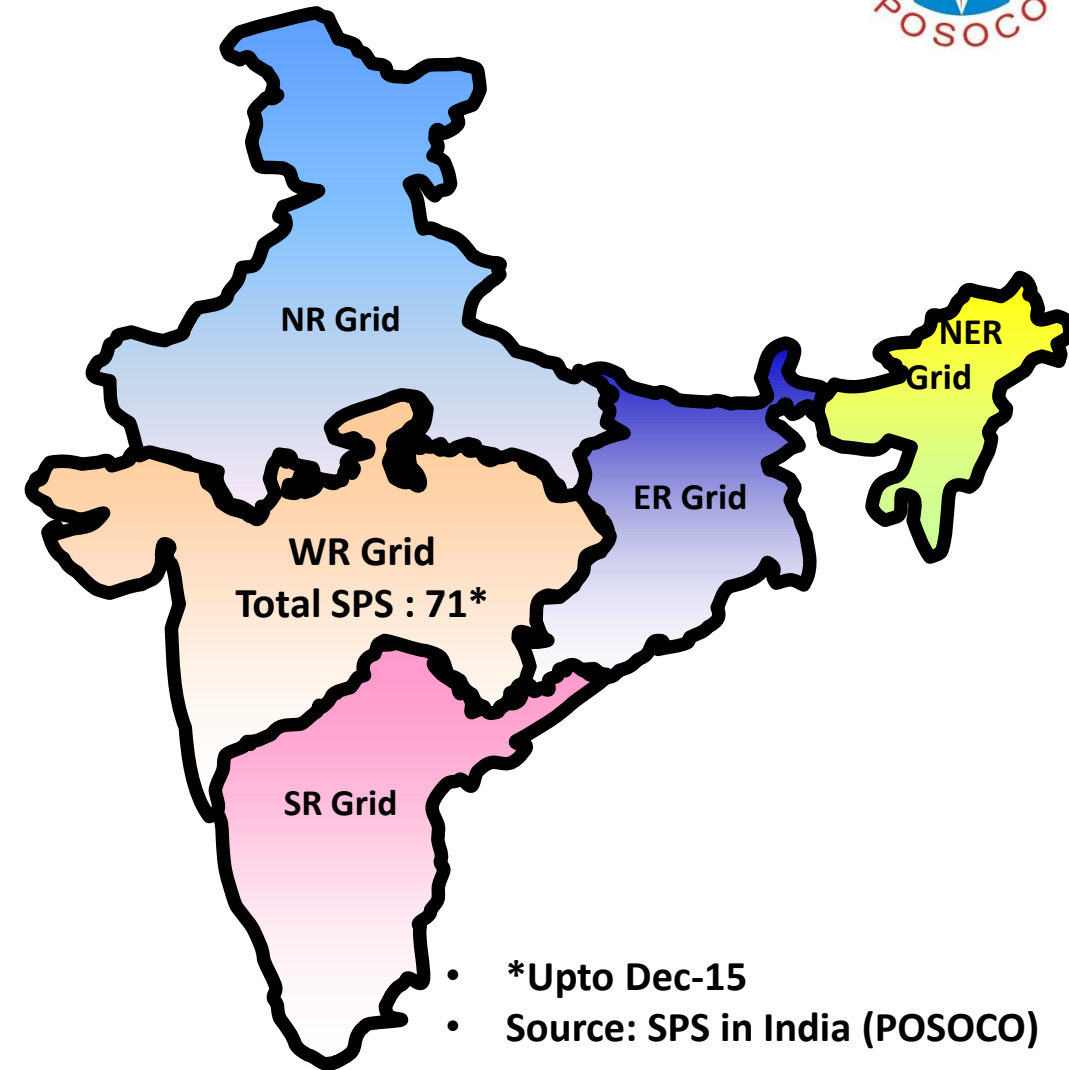 POSOCO
NR Grid
NER
Grid
ER Grid
WR Grid
Total SPS : 71*
SR Grid
• *Upto Dec-15
• Source: SPS in India (POSOCO)